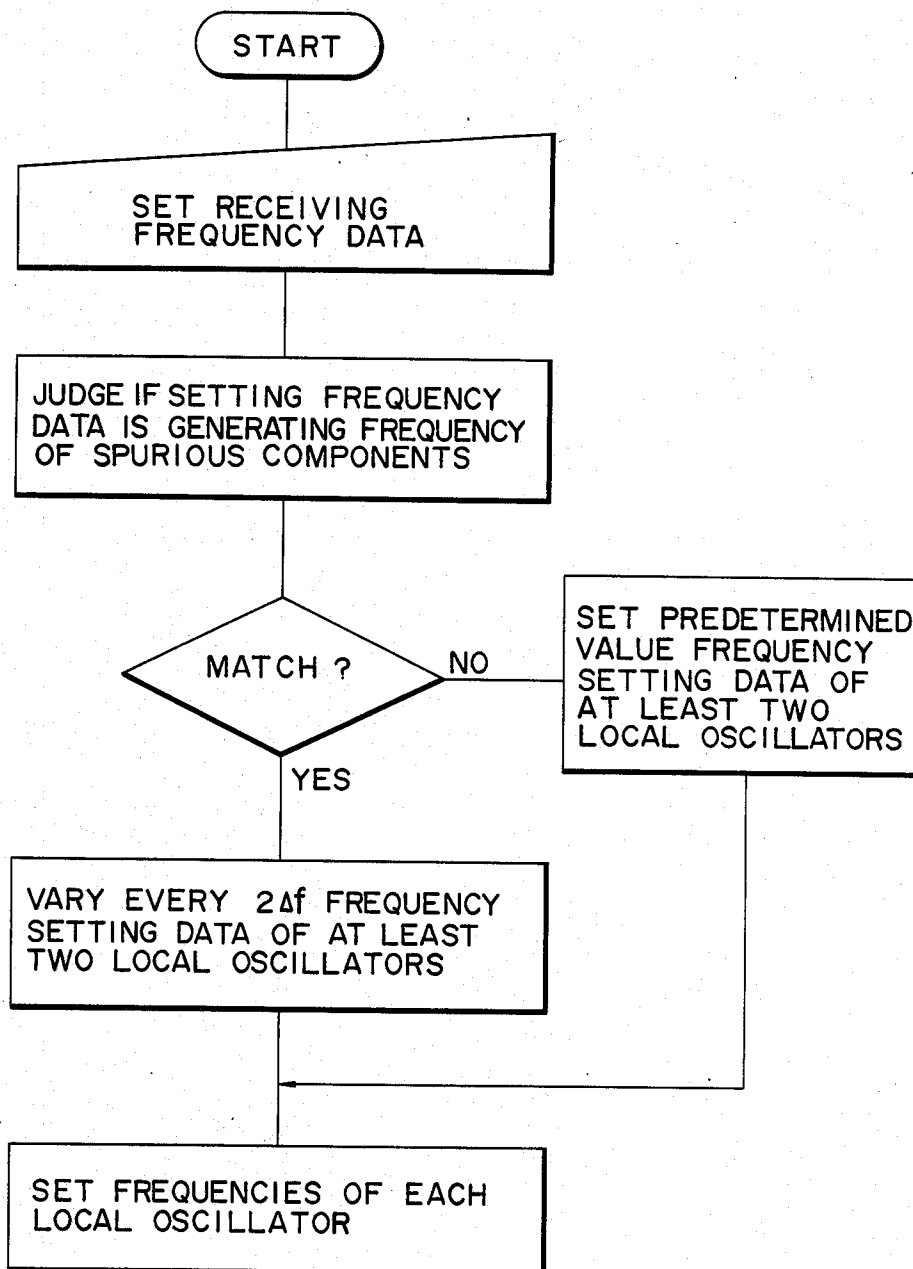 START
SET RECEIVING
FREQUENCY DATA
JUDGE IF SETTING FREQUENCY
DATA IS GENERATING FREQUENCY
OF SPURIOUS COMPONENTS
MATCH ?
NO
SET PREDETERMINED
VALUE FREQUENCY
SETTING DATA OF
AT LEAST TWO
LOCAL OSCILLATORS
YES
VARY EVERY 2Δf FREQUENCY
SETTING DATA OF AT LEAST
TWO LOCAL OSCILLATORS
SET FREQUENCIES OF EACH
LOCAL OSCILLATOR